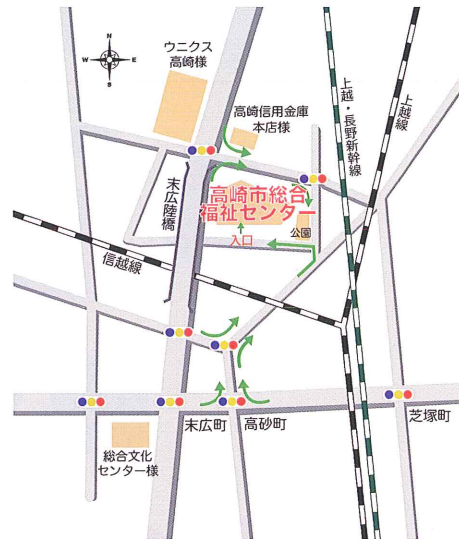 N
W
E
S
ウニクス
高崎様
高崎信用金庫
本店様
上越・長野新幹線
上越線
末広陸橋
高崎市総合
福祉センター
公園
入口
信越線
末広町
高砂町
芝塚町
総合文化
センター様